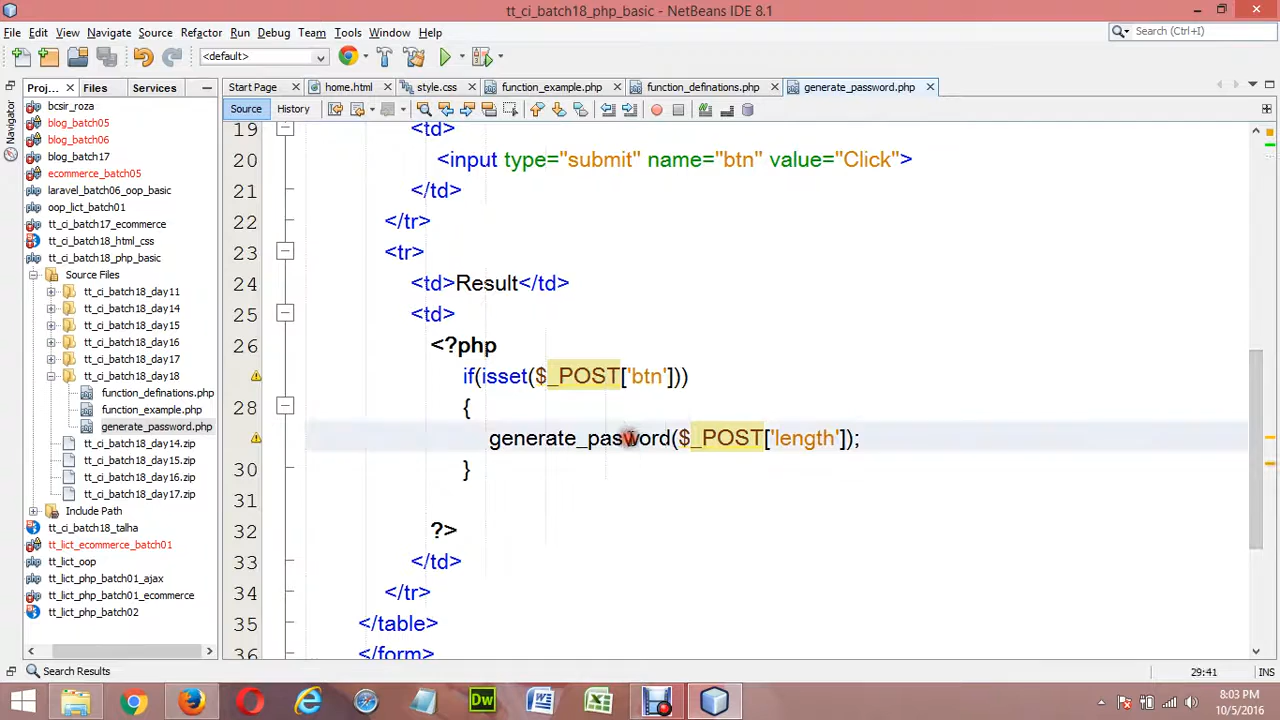 tt_ci_batch18_php_basic - NetBeans IDE 8.1
File Edit View Navigate Source Refactor Run Debug Team Tools Window Help
Search (Ctrl+I)
<default>
Proj... Files Services
Start Page home.html style.css function_example.php function_definations.php generate_password.php
Source History
Navigator
bcsir_roza
blog_batch05
blog_batch06
blog_batch17
ecommerce_batch05
laravel_batch06_oop_basic
oop_lict_batch01
tt_ci_batch17_ecommerce
tt_ci_batch18_html_css
tt_ci_batch18_php_basic
Source Files
tt_ci_batch18_day11
tt_ci_batch18_day14
tt_ci_batch18_day15
tt_ci_batch18_day16
tt_ci_batch18_day17
tt_ci_batch18_day18
function_definations.php
function_example.php
generate_password.php
tt_ci_batch18_day14.zip
tt_ci_batch18_day15.zip
tt_ci_batch18_day16.zip
tt_ci_batch18_day17.zip
Include Path
tt_ci_batch18_talha
tt_lict_ecommerce_batch01
tt_lict_oop
tt_lict_php_batch01_ajax
tt_lict_php_batch01_ecommerce
tt_lict_php_batch02
19 <td>
20 <input type="submit" name="btn" value="Click">
21 </td>
22 </tr>
23 <tr>
24 <td>Result</td>
25 <td>
26 <?php
if(isset($_POST['btn']))
28 {
generate_password($_POST['length']);
30 }
31
32 ?>
33 </td>
34 </tr>
35 </table>
36 </form>
Search Results
29:41 INS
Dw
8:03 PM
10/5/2016